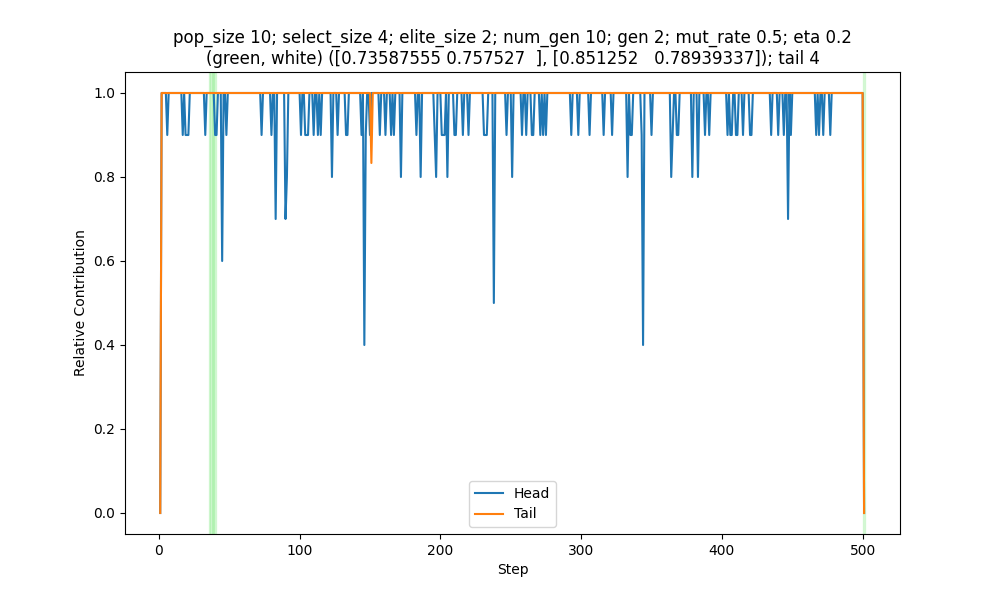 pop_size 10; select_size 4; elite_size 2; num_gen 10; gen 2; mut_rate 0.5; eta 0.2
(green, white) ([0.73587555 0.757527  ], [0.851252   0.78939337]); tail 4
1.0
0.8
0.6
0.4
0.2
0.0
Relative Contribution
Head
Tail
0
100
200
300
400
500
Step